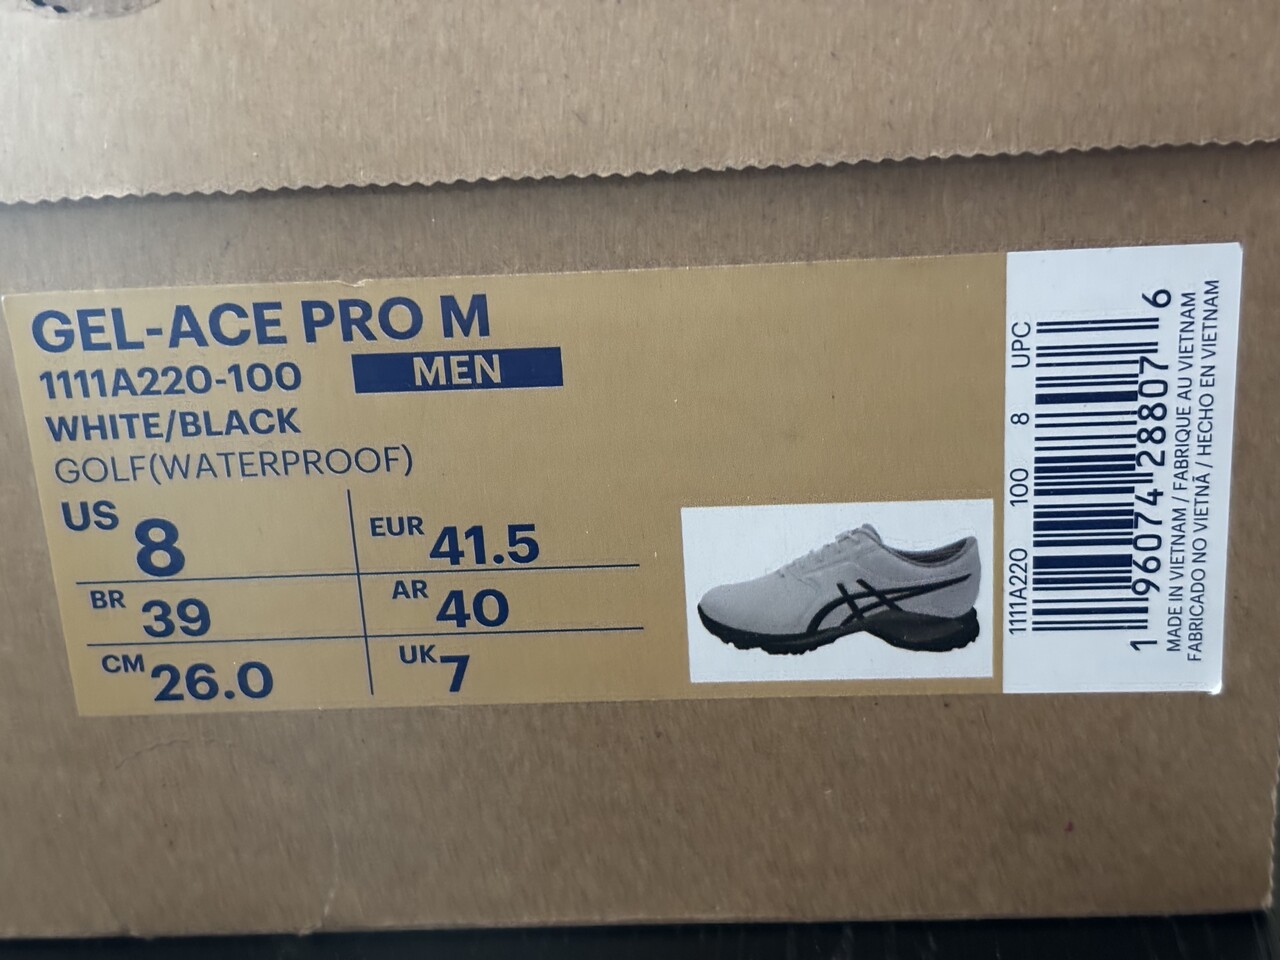 GEL-ACE PRO M
1111A220-100
MEN
WHITE/BLACK
GOLF(WATERPROOF)
US 8
EUR 41.5
BR 39
AR 40
CM 26.0
UK 7
1111A220 100 8 UPC
1 96074 28807 6
MADE IN VIETNAM / FABRIQUE AU VIETNAM
FABRICADO NO VIETNÃ / HECHO EN VIETNAM